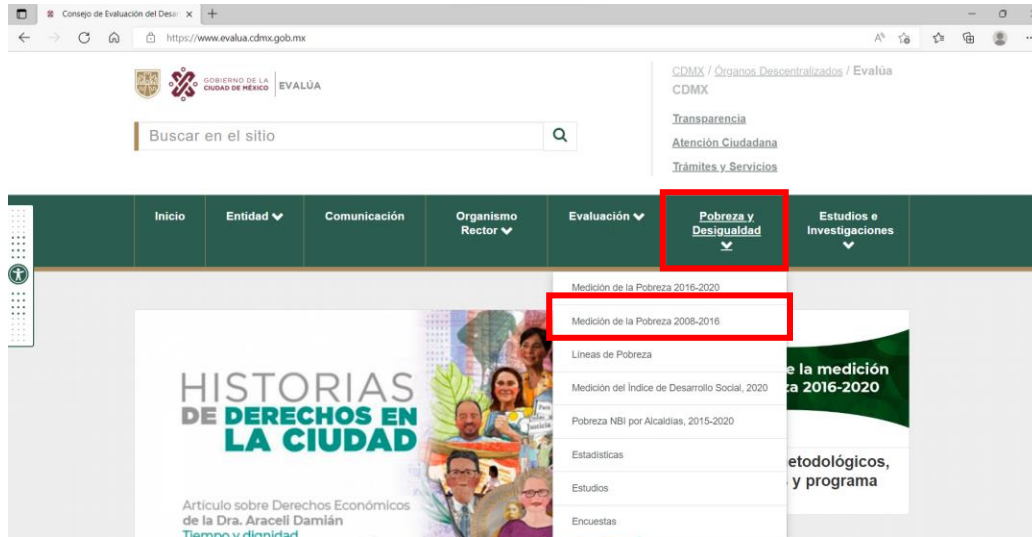 Consejo de Evaluación del Desar
https://www.evalua.cdmx.gob.mx
GOBIERNO DE LA
CIUDAD DE MÉXICO
EVALÚA
CDMX / Órganos Descentralizados / Evalúa
CDMX
Buscar en el sitio
Transparencia
Atención Ciudadana
Trámites y Servicios
Inicio
Entidad
Comunicación
Organismo
Rector
Evaluación
Pobreza y
Desigualdad
Estudios e
Investigaciones
Medición de la Pobreza 2016-2020
Medición de la Pobreza 2008-2016
Líneas de Pobreza
Medición del Índice de Desarrollo Social, 2020
Pobreza NBI por Alcaldías, 2015-2020
Estadísticas
Estudios
Encuestas
HISTORIAS
DE DERECHOS EN
LA CIUDAD
Artículo sobre Derechos Económicos
de la Dra. Araceli Damián
Tiempo y dignidad
e la medición
za 2016-2020
etodológicos,
y programa